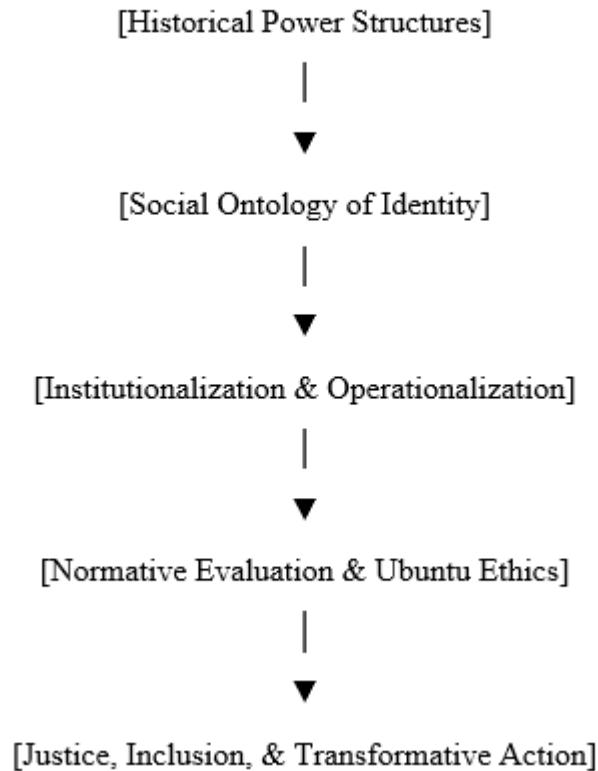 [Historical Power Structures]
[Social Ontology of Identity]
[Institutionalization & Operationalization]
[Normative Evaluation & Ubuntu Ethics]
[Justice, Inclusion, & Transformative Action]